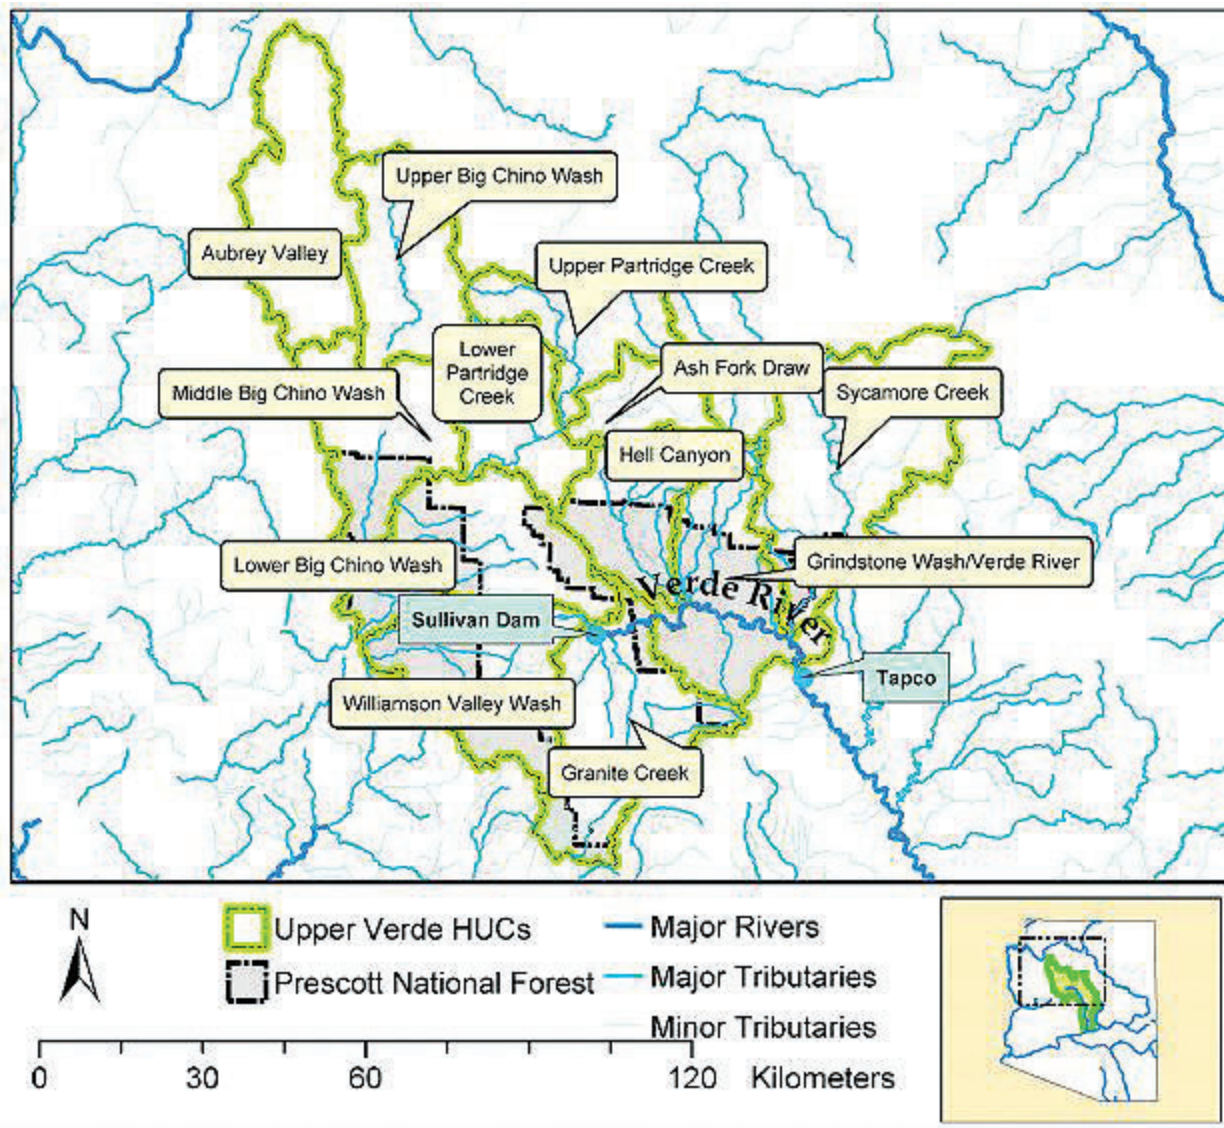 Upper Big Chino Wash
Aubrey Valley
Upper Partridge Creek
Lower
Partridge
Creek
Ash Fork Draw
Middle Big Chino Wash
Sycamore Creek
Hell Canyon
Lower Big Chino Wash
Grindstone Wash/Verde River
Verde River
Sullivan Dam
Tapco
Williamson Valley Wash
Granite Creek
N
Upper Verde HUCs
Prescott National Forest
Major Rivers
Major Tributaries
Minor Tributaries
0 30 60 120 Kilometers